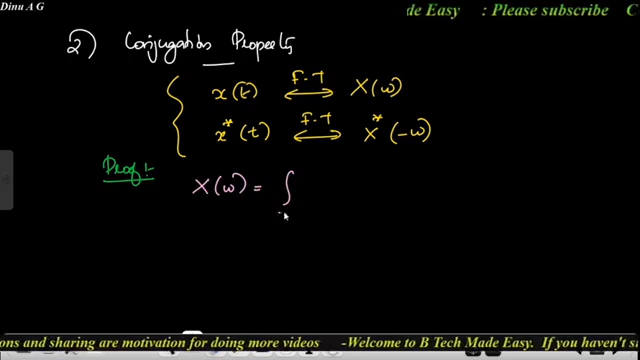 Dinu A G
de Easy     : Please subscribe    C
2) Conjugation Property
x(t) F.T ⟷ X(ω)
x*(t) F.T ⟷ X*(-ω)
Proof:-
X(ω) = ∫
-
ons and sharing are motivation for doing more videos     -Welcome to B Tech Made Easy.  If you haven't s